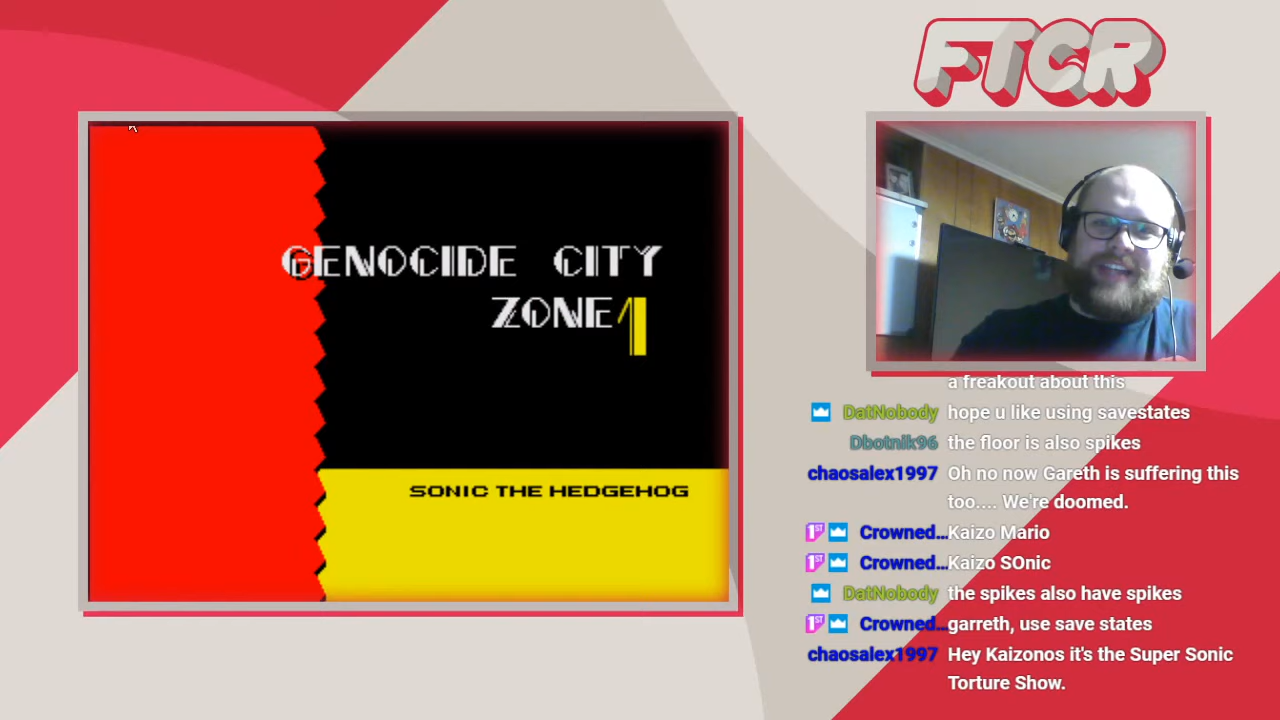 FTCR
GENOCIDE CITY
ZONE 1
SONIC THE HEDGEHOG
a freakout about this
DatNobody hope u like using savestates
Dbotnik96 the floor is also spikes
chaosalex1997 Oh no now Gareth is suffering this
too.... We're doomed.
1ST Crowned... Kaizo Mario
1ST Crowned... Kaizo SOnic
DatNobody the spikes also have spikes
1ST Crowned... garreth, use save states
chaosalex1997 Hey Kaizonos it's the Super Sonic
Torture Show.